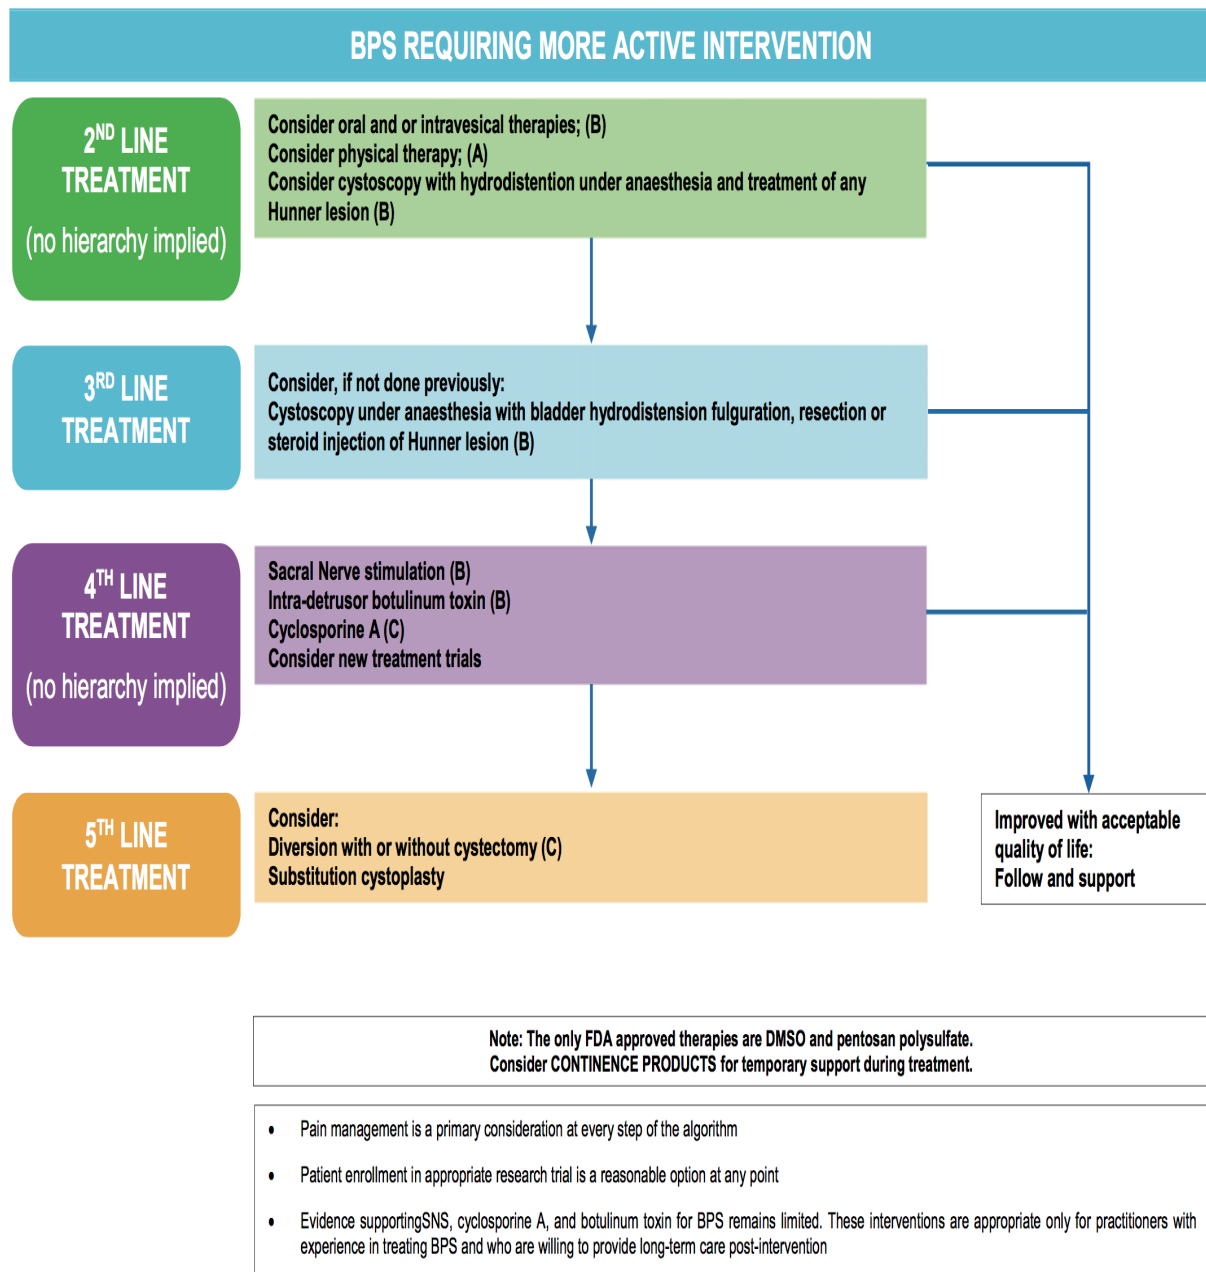 BPS REQUIRING MORE ACTIVE INTERVENTION
2ND LINE
TREATMENT
(no hierarchy implied)
Consider oral and or intravesical therapies; (B)
Consider physical therapy; (A)
Consider cystoscopy with hydrodistention under anaesthesia and treatment of any
Hunner lesion (B)
3RD LINE
TREATMENT
Consider, if not done previously:
Cystoscopy under anaesthesia with bladder hydrodistension fulguration, resection or
steroid injection of Hunner lesion (B)
4TH LINE
TREATMENT
(no hierarchy implied)
Sacral Nerve stimulation (B)
Intra-detrusor botulinum toxin (B)
Cyclosporine A (C)
Consider new treatment trials
5TH LINE
TREATMENT
Consider:
Diversion with or without cystectomy (C)
Substitution cystoplasty
Improved with acceptable
quality of life:
Follow and support
Note: The only FDA approved therapies are DMSO and pentosan polysulfate.
Consider CONTINENCE PRODUCTS for temporary support during treatment.
• Pain management is a primary consideration at every step of the algorithm
• Patient enrollment in appropriate research trial is a reasonable option at any point
• Evidence supportingSNS, cyclosporine A, and botulinum toxin for BPS remains limited. These interventions are appropriate only for practitioners with
experience in treating BPS and who are willing to provide long-term care post-intervention